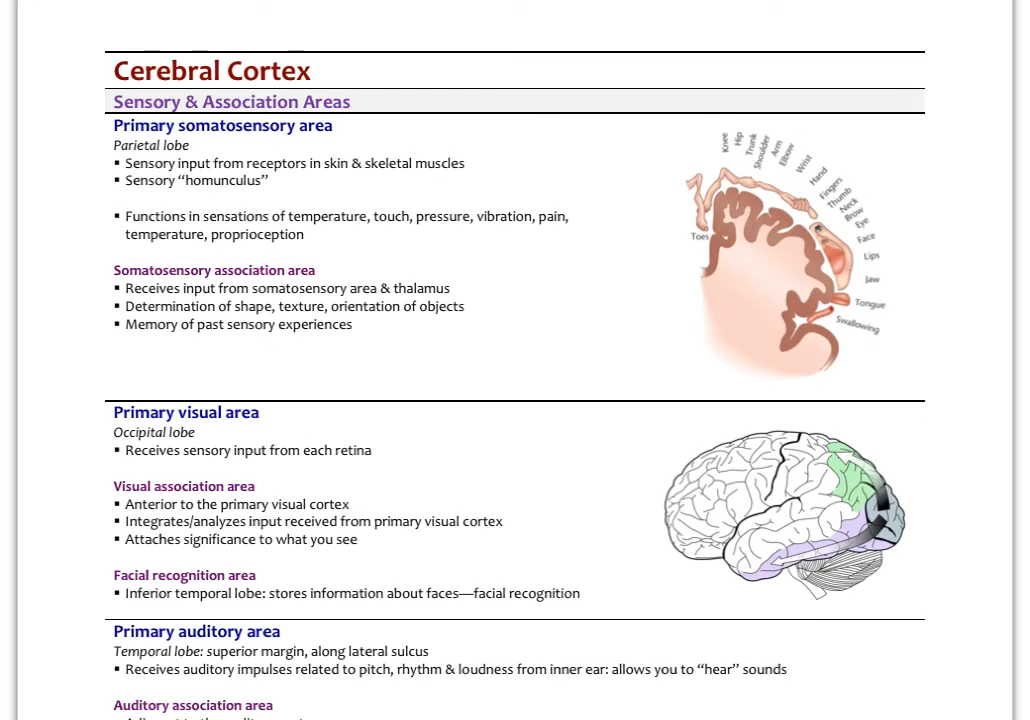 Cerebral Cortex
Sensory & Association Areas
Primary somatosensory area
Parietal lobe
▪ Sensory input from receptors in skin & skeletal muscles
▪ Sensory “homunculus”
▪ Functions in sensations of temperature, touch, pressure, vibration, pain,
temperature, proprioception
Somatosensory association area
▪ Receives input from somatosensory area & thalamus
▪ Determination of shape, texture, orientation of objects
▪ Memory of past sensory experiences
Knee
Hip
Trunk
Shoulder
Arm
Elbow
Wrist
Hand
Fingers
Thumb
Neck
Brow
Eye
Face
Lips
Jaw
Tongue
Swallowing
Toes
Primary visual area
Occipital lobe
▪ Receives sensory input from each retina
Visual association area
▪ Anterior to the primary visual cortex
▪ Integrates/analyzes input received from primary visual cortex
▪ Attaches significance to what you see
Facial recognition area
▪ Inferior temporal lobe: stores information about faces—facial recognition
Primary auditory area
Temporal lobe: superior margin, along lateral sulcus
▪ Receives auditory impulses related to pitch, rhythm & loudness from inner ear: allows you to “hear” sounds
Auditory association area